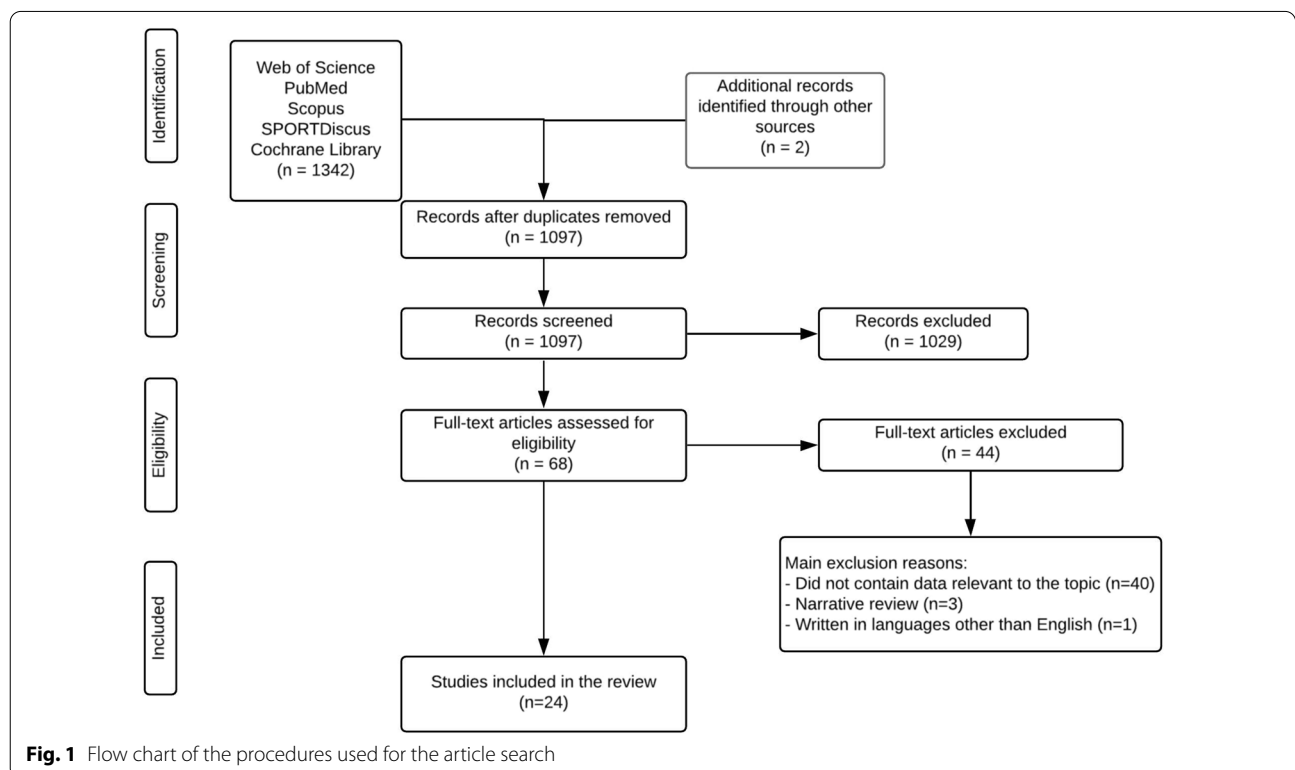 Identification
Web of Science
PubMed
Scopus
SPORTDiscus
Cochrane Library
(n = 1342)
Additional records
identified through other
sources
(n = 2)
Screening
Records after duplicates removed
(n = 1097)
Records screened
(n = 1097)
Records excluded
(n = 1029)
Eligibility
Full-text articles assessed for
eligibility
(n = 68)
Full-text articles excluded
(n = 44)
Main exclusion reasons:
- Did not contain data relevant to the topic (n=40)
- Narrative review (n=3)
- Written in languages other than English (n=1)
Included
Studies included in the review
(n=24)
Fig. 1 Flow chart of the procedures used for the article search